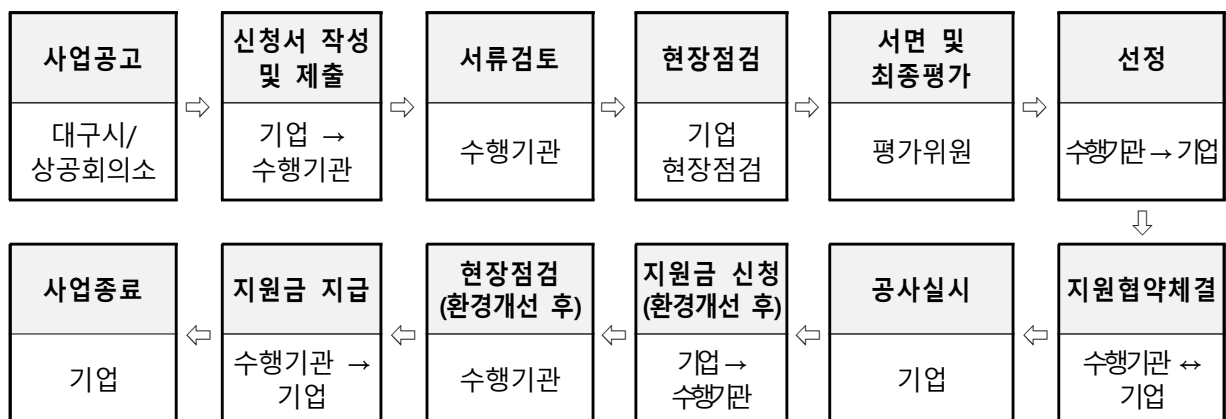 사업공고
대구시/
상공회의소
⇨
신청서 작성
및 제출
기업 →
수행기관
⇨
서류검토
수행기관
⇨
현장점검
기업
현장점검
⇨
서면 및
최종평가
평가위원
⇨
선정
수행기관 → 기업
⇩
지원협약체결
수행기관 ↔
기업
⇦
공사실시
기업
⇦
지원금 신청
(환경개선 후)
기업 →
수행기관
⇦
현장점검
(환경개선 후)
수행기관
⇦
지원금 지급
수행기관 →
기업
⇦
사업종료
기업